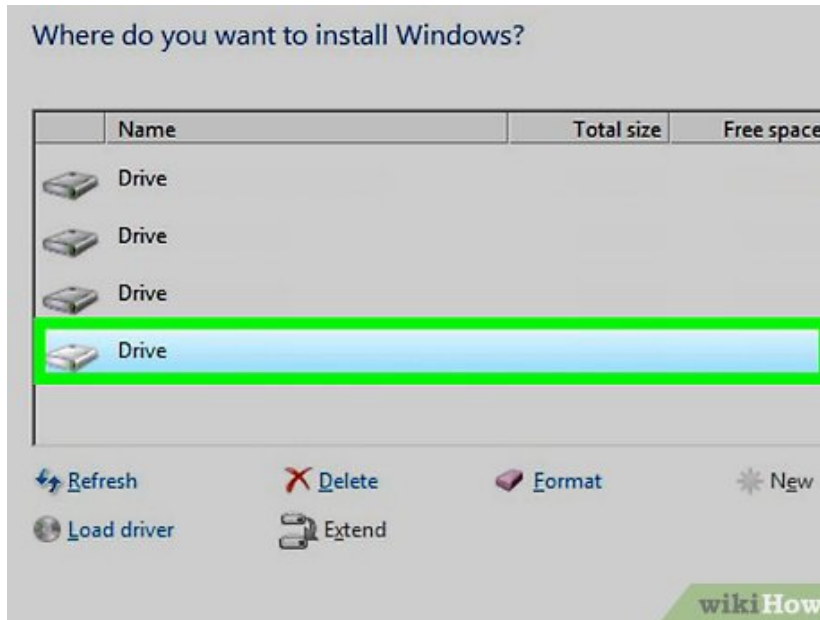 Where do you want to install Windows?
Name Total size Free space
Drive
Drive
Drive
Drive
Refresh Delete Format New
Load driver Extend
wikiHow